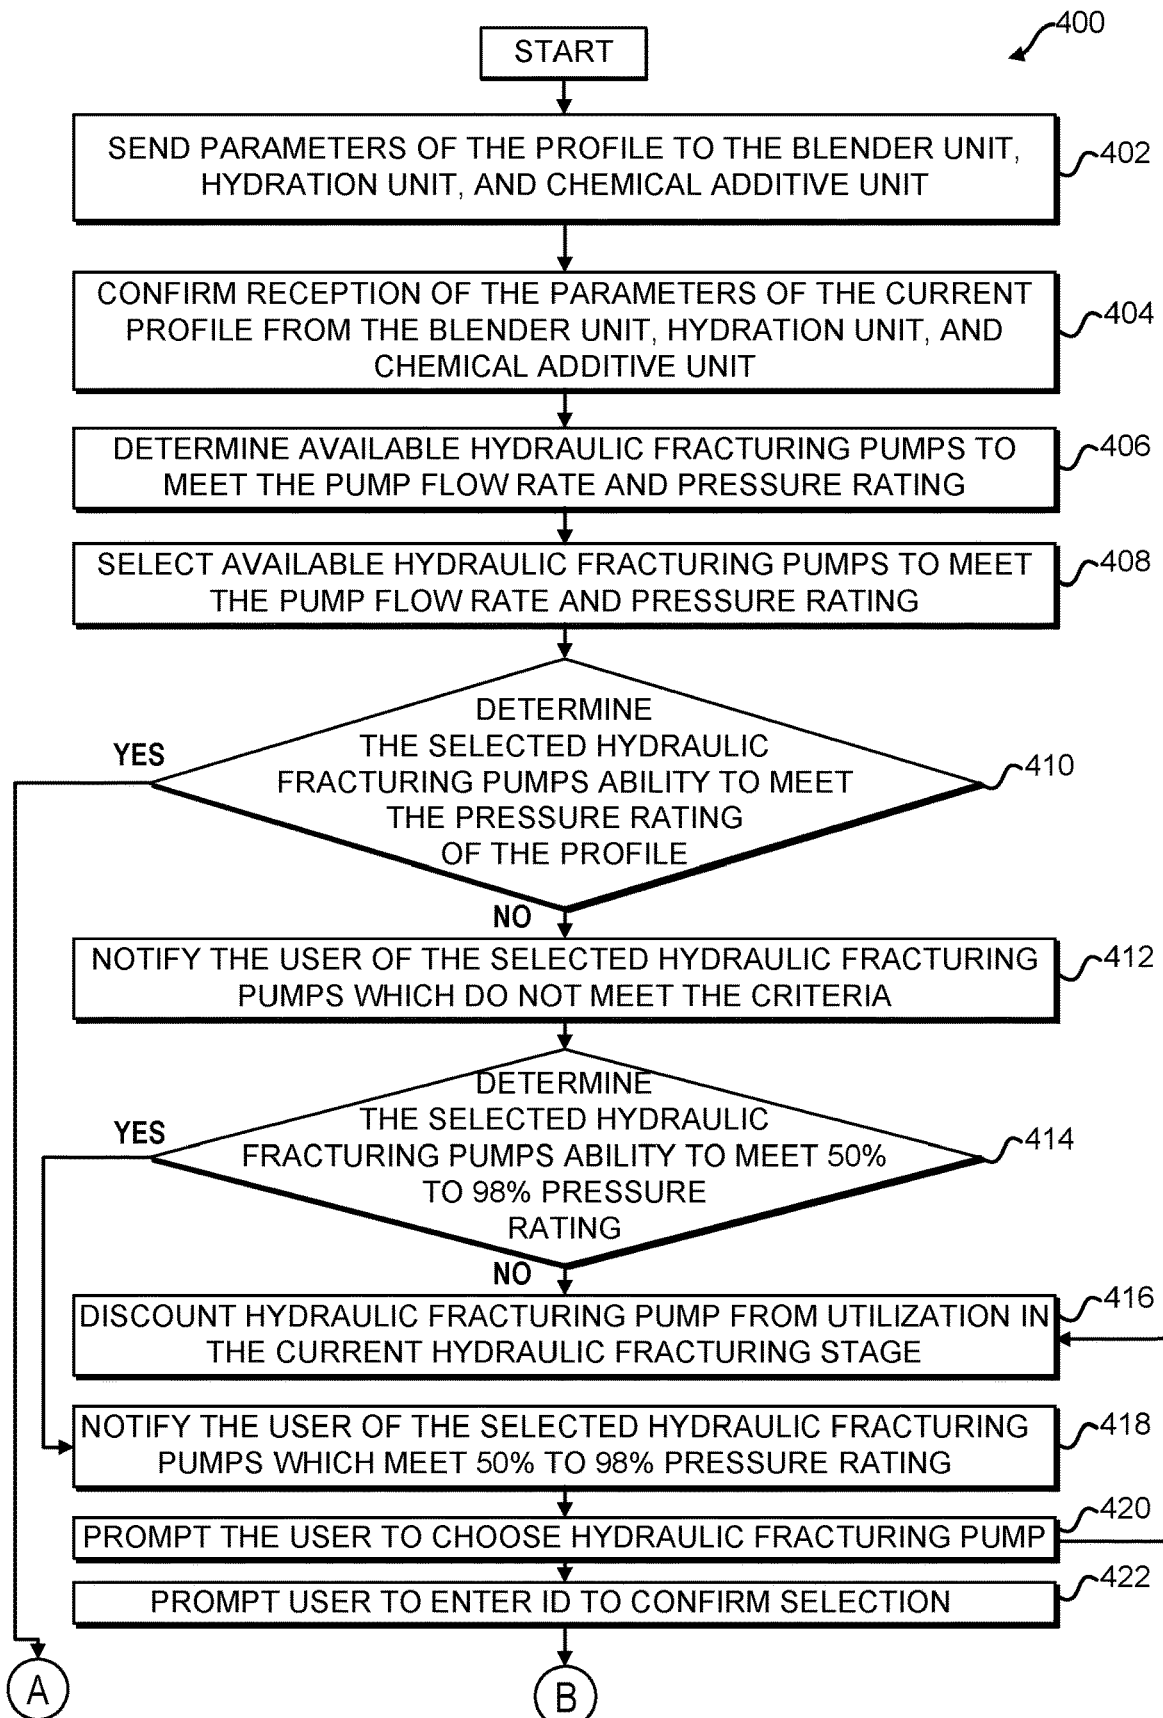 400
START
SEND PARAMETERS OF THE PROFILE TO THE BLENDER UNIT,
HYDRATION UNIT, AND CHEMICAL ADDITIVE UNIT
402
CONFIRM RECEPTION OF THE PARAMETERS OF THE CURRENT
PROFILE FROM THE BLENDER UNIT, HYDRATION UNIT, AND
CHEMICAL ADDITIVE UNIT
404
DETERMINE AVAILABLE HYDRAULIC FRACTURING PUMPS TO
MEET THE PUMP FLOW RATE AND PRESSURE RATING
406
SELECT AVAILABLE HYDRAULIC FRACTURING PUMPS TO MEET
THE PUMP FLOW RATE AND PRESSURE RATING
408
DETERMINE
THE SELECTED HYDRAULIC
FRACTURING PUMPS ABILITY TO MEET
THE PRESSURE RATING
OF THE PROFILE
410
YES
NO
NOTIFY THE USER OF THE SELECTED HYDRAULIC FRACTURING
PUMPS WHICH DO NOT MEET THE CRITERIA
412
DETERMINE
THE SELECTED HYDRAULIC
FRACTURING PUMPS ABILITY TO MEET 50%
TO 98% PRESSURE
RATING
414
YES
NO
DISCOUNT HYDRAULIC FRACTURING PUMP FROM UTILIZATION IN
THE CURRENT HYDRAULIC FRACTURING STAGE
416
NOTIFY THE USER OF THE SELECTED HYDRAULIC FRACTURING
PUMPS WHICH MEET 50% TO 98% PRESSURE RATING
418
PROMPT THE USER TO CHOOSE HYDRAULIC FRACTURING PUMP
420
PROMPT USER TO ENTER ID TO CONFIRM SELECTION
422
A
B